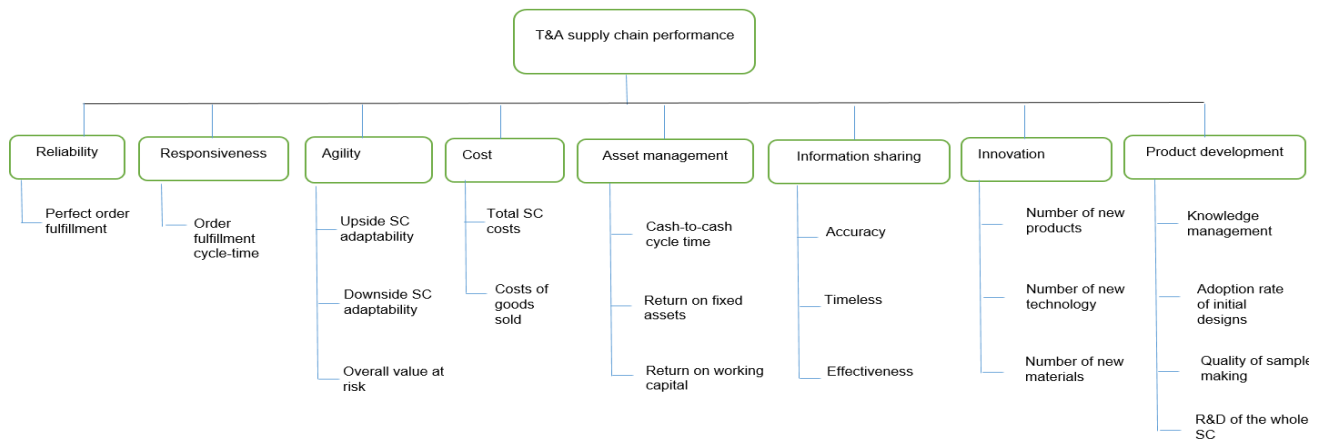 T&A supply chain performance
Reliability
Responsiveness
Agility
Cost
Asset management
Information sharing
Innovation
Product development
Perfect order
fulfillment
Order
fulfillment
cycle-time
Upside SC
adaptability
Downside SC
adaptability
Overall value at
risk
Total SC
costs
Costs of
goods
sold
Cash-to-cash
cycle time
Return on fixed
assets
Return on working
capital
Accuracy
Timeless
Effectiveness
Number of new
products
Number of new
technology
Number of new
materials
Knowledge
management
Adoption rate
of initial
designs
Quality of sample
making
R&D of the whole
SC